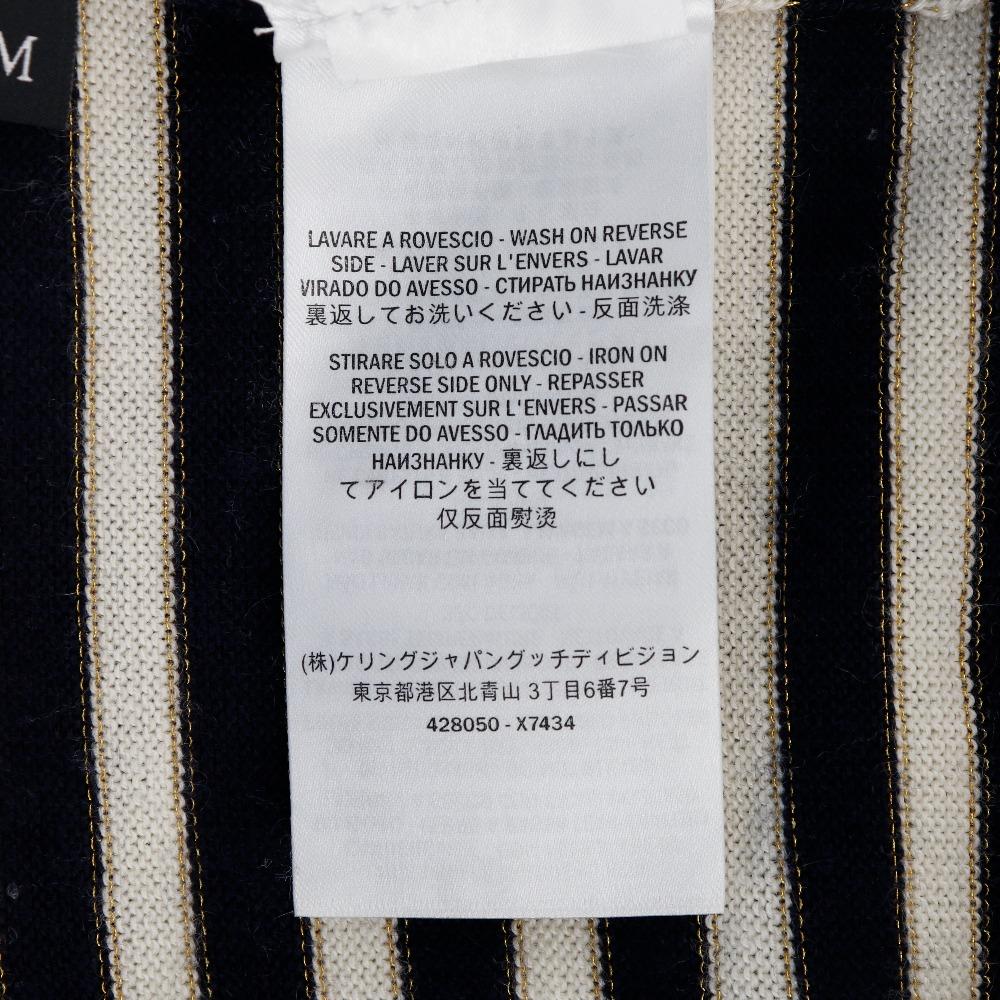 M
LAVARE A ROVESCIO - WASH ON REVERSE
SIDE - LAVER SUR L'ENVERS - LAVAR
VIRADO DO AVESSO - СТИРАТЬ НАИЗНАНКУ
裏返してお洗いください - 反面洗涤
STIRARE SOLO A ROVESCIO - IRON ON
REVERSE SIDE ONLY - REPASSER
EXCLUSIVEMENT SUR L'ENVERS - PASSAR
SOMENTE DO AVESSO - ГЛАДИТЬ ТОЛЬКО
НАИЗНАНКУ - 裏返しにし
てアイロンを当ててください
仅反面熨烫
(株)ケリングジャパングッチディビジョン
東京都港区北青山 3丁目6番7号
428050 - X7434